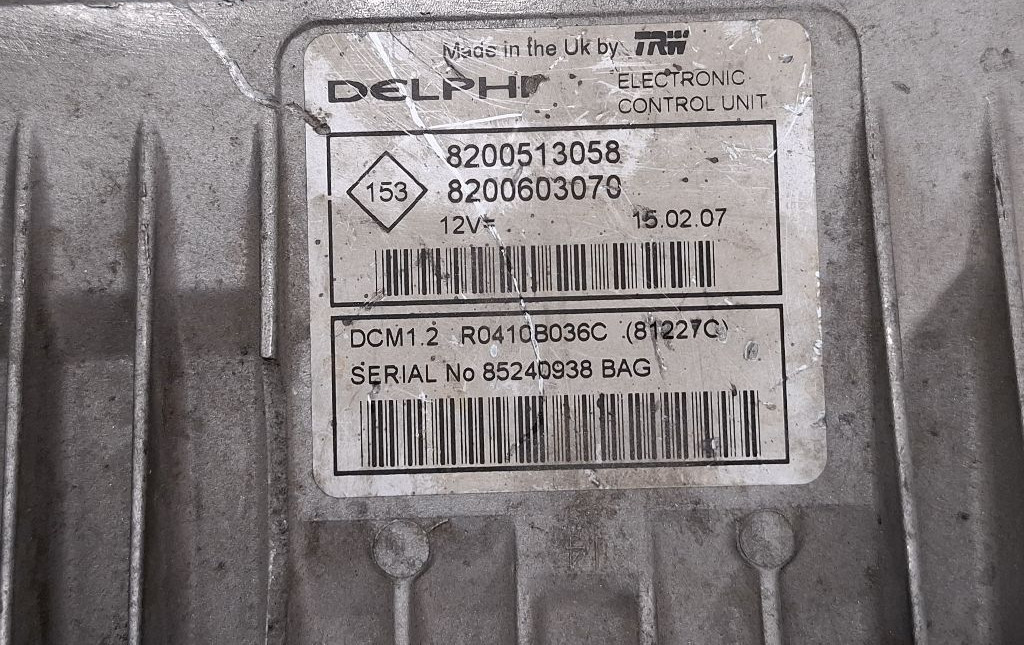 Made in the Uk by TRW
DELPHI
ELECTRONIC
CONTROL UNIT
153
8200513058
8200603070
12V=
15.02.07
DCM1.2 R0410B036C (81227C)
SERIAL No 85240938 BAG